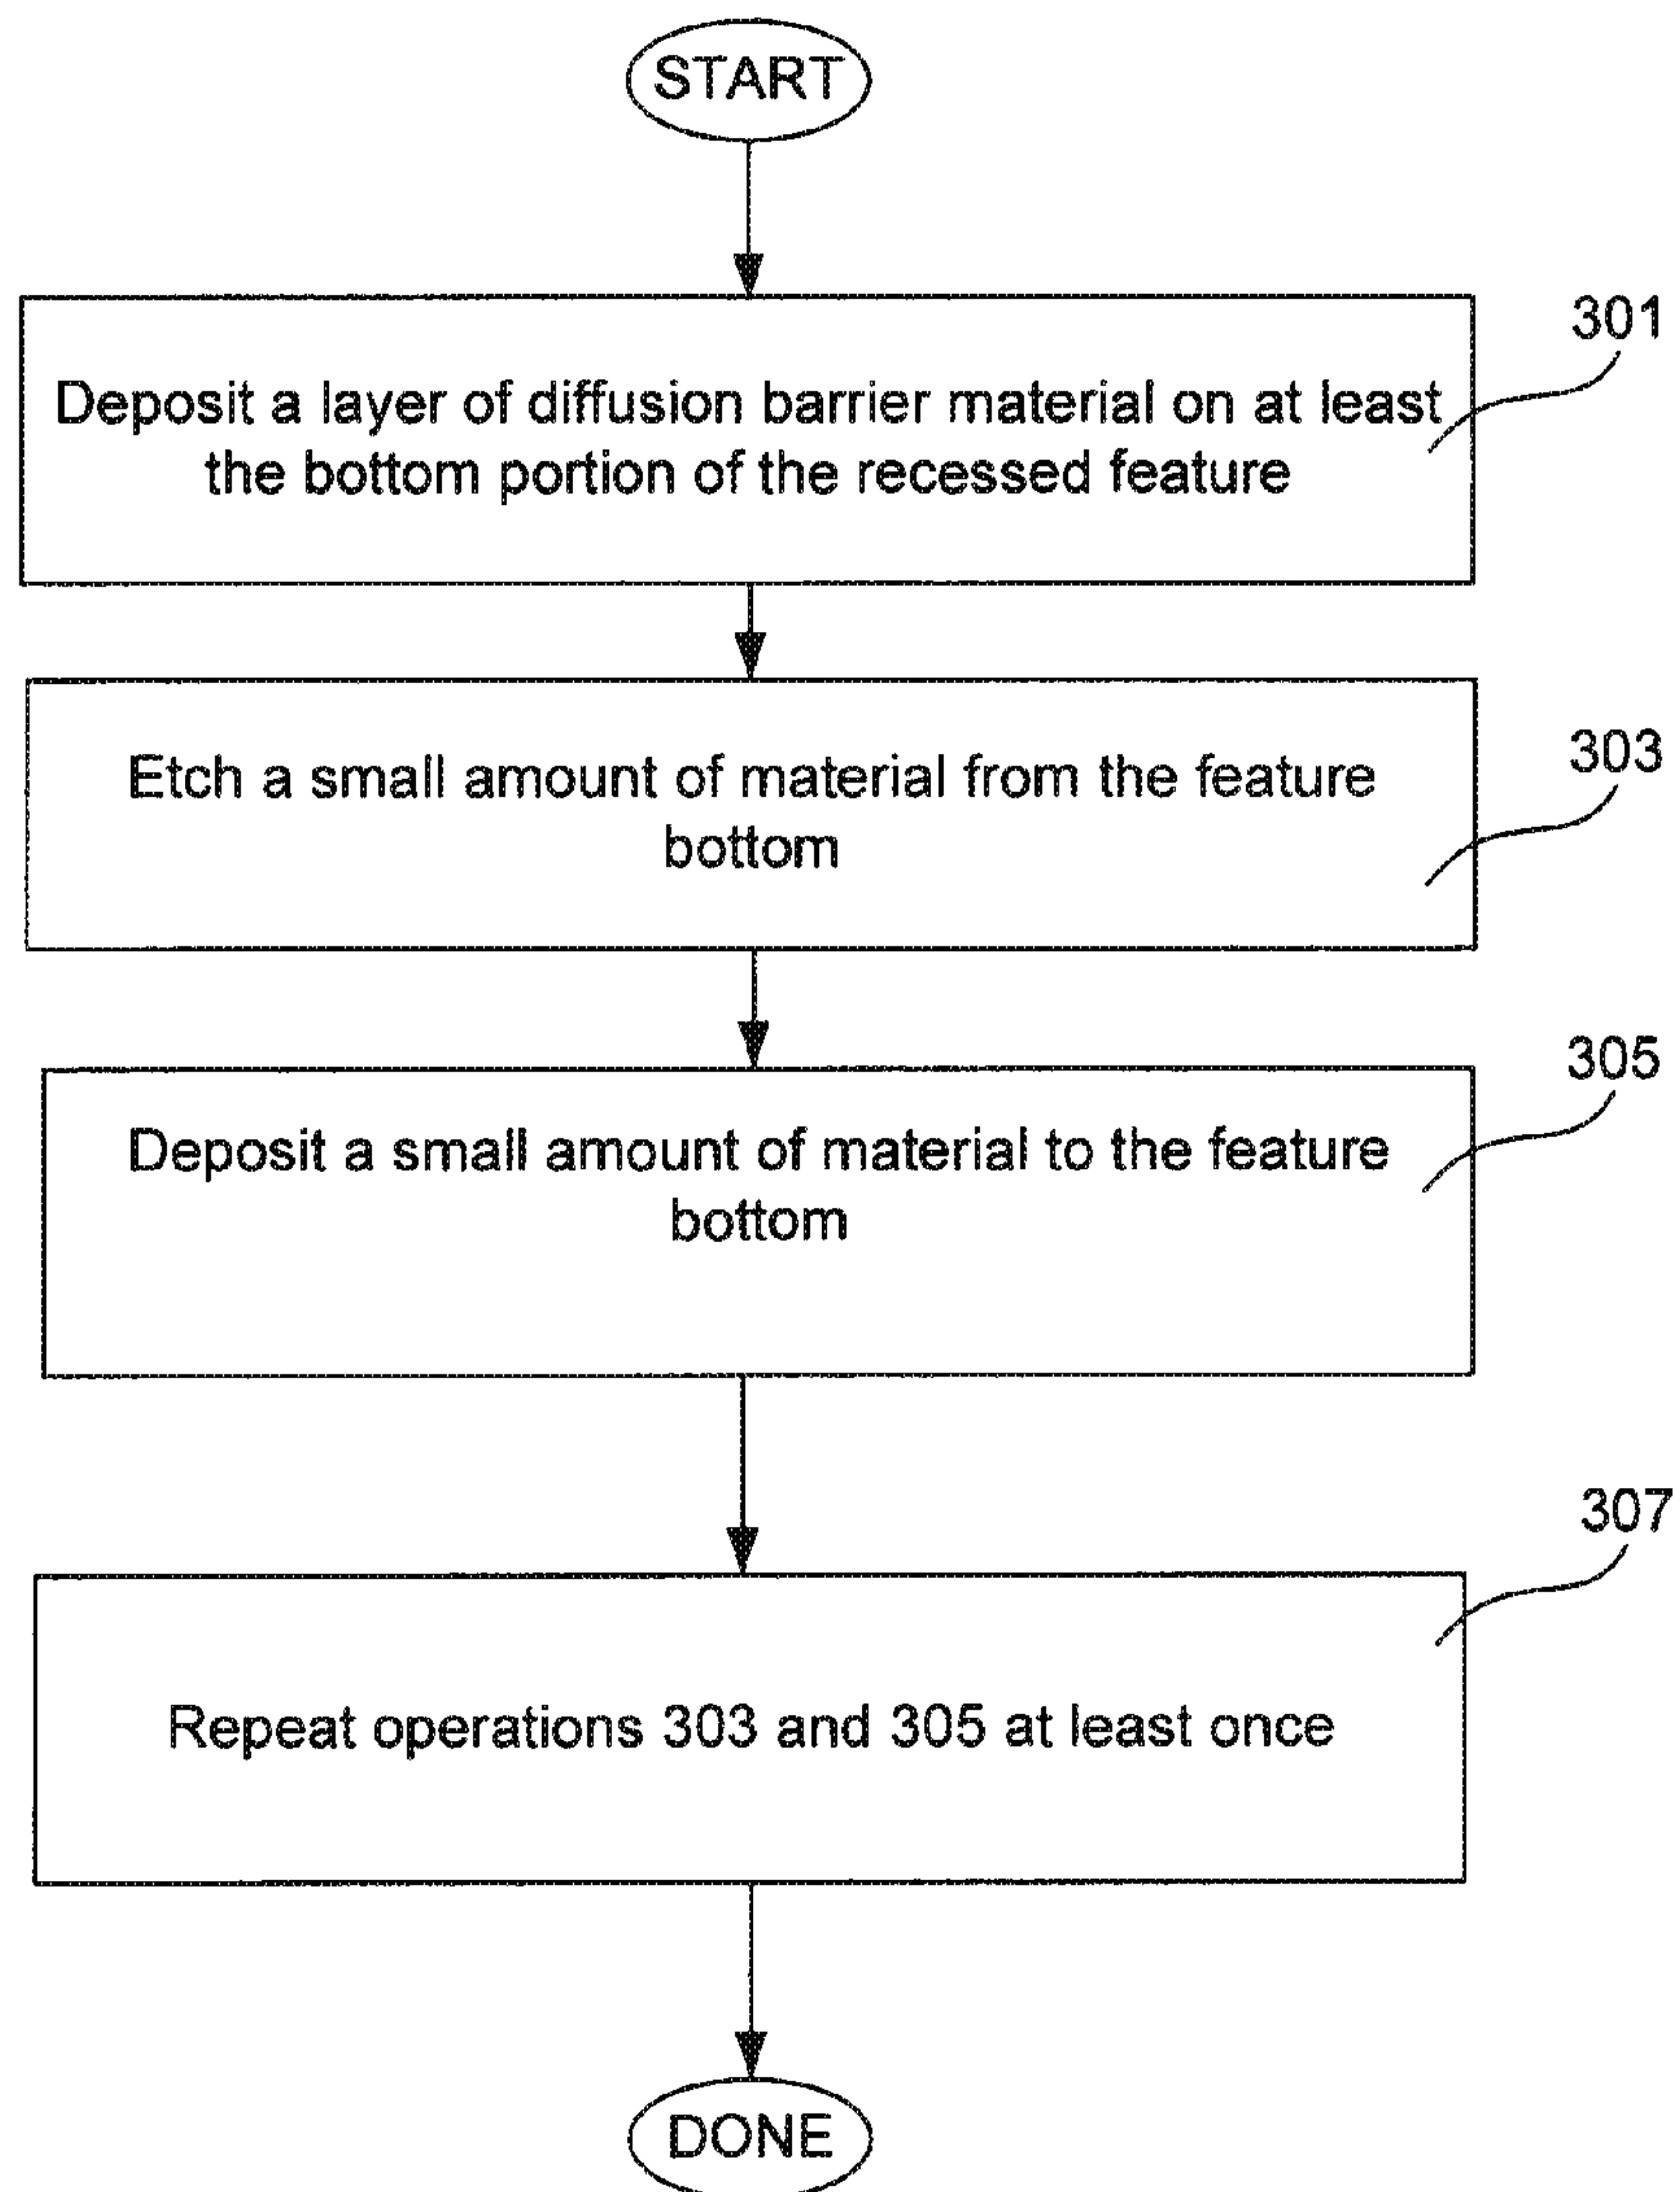 START
301
Deposit a layer of diffusion barrier material on at least
the bottom portion of the recessed feature
303
Etch a small amount of material from the feature
bottom
305
Deposit a small amount of material to the feature
bottom
307
Repeat operations 303 and 305 at least once
DONE